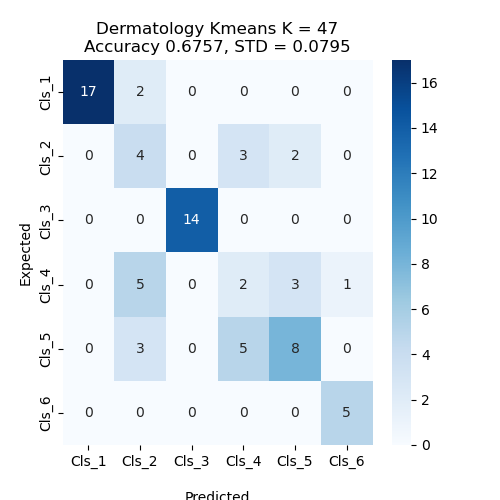 Dermatology Kmeans K = 47
Accuracy 0.6757, STD = 0.0795
Expected
Cls_1 17 2 0 0 0 0
Cls_2 0 4 0 3 2 0
Cls_3 0 0 14 0 0 0
Cls_4 0 5 0 2 3 1
Cls_5 0 3 0 5 8 0
Cls_6 0 0 0 0 0 5
Cls_1 Cls_2 Cls_3 Cls_4 Cls_5 Cls_6
Predicted
16
14
12
10
8
6
4
2
0